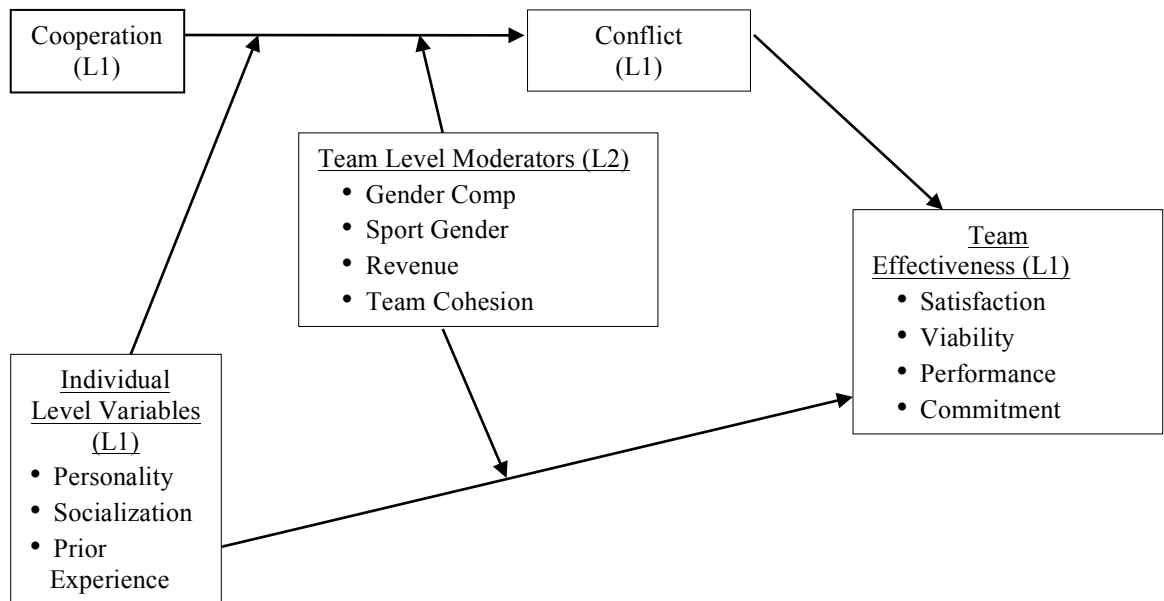 Cooperation
(L1)
Conflict
(L1)
Team Level Moderators (L2)
• Gender Comp
• Sport Gender
• Revenue
• Team Cohesion
Team
Effectiveness (L1)
• Satisfaction
• Viability
• Performance
• Commitment
Individual
Level Variables
(L1)
• Personality
• Socialization
• Prior
Experience